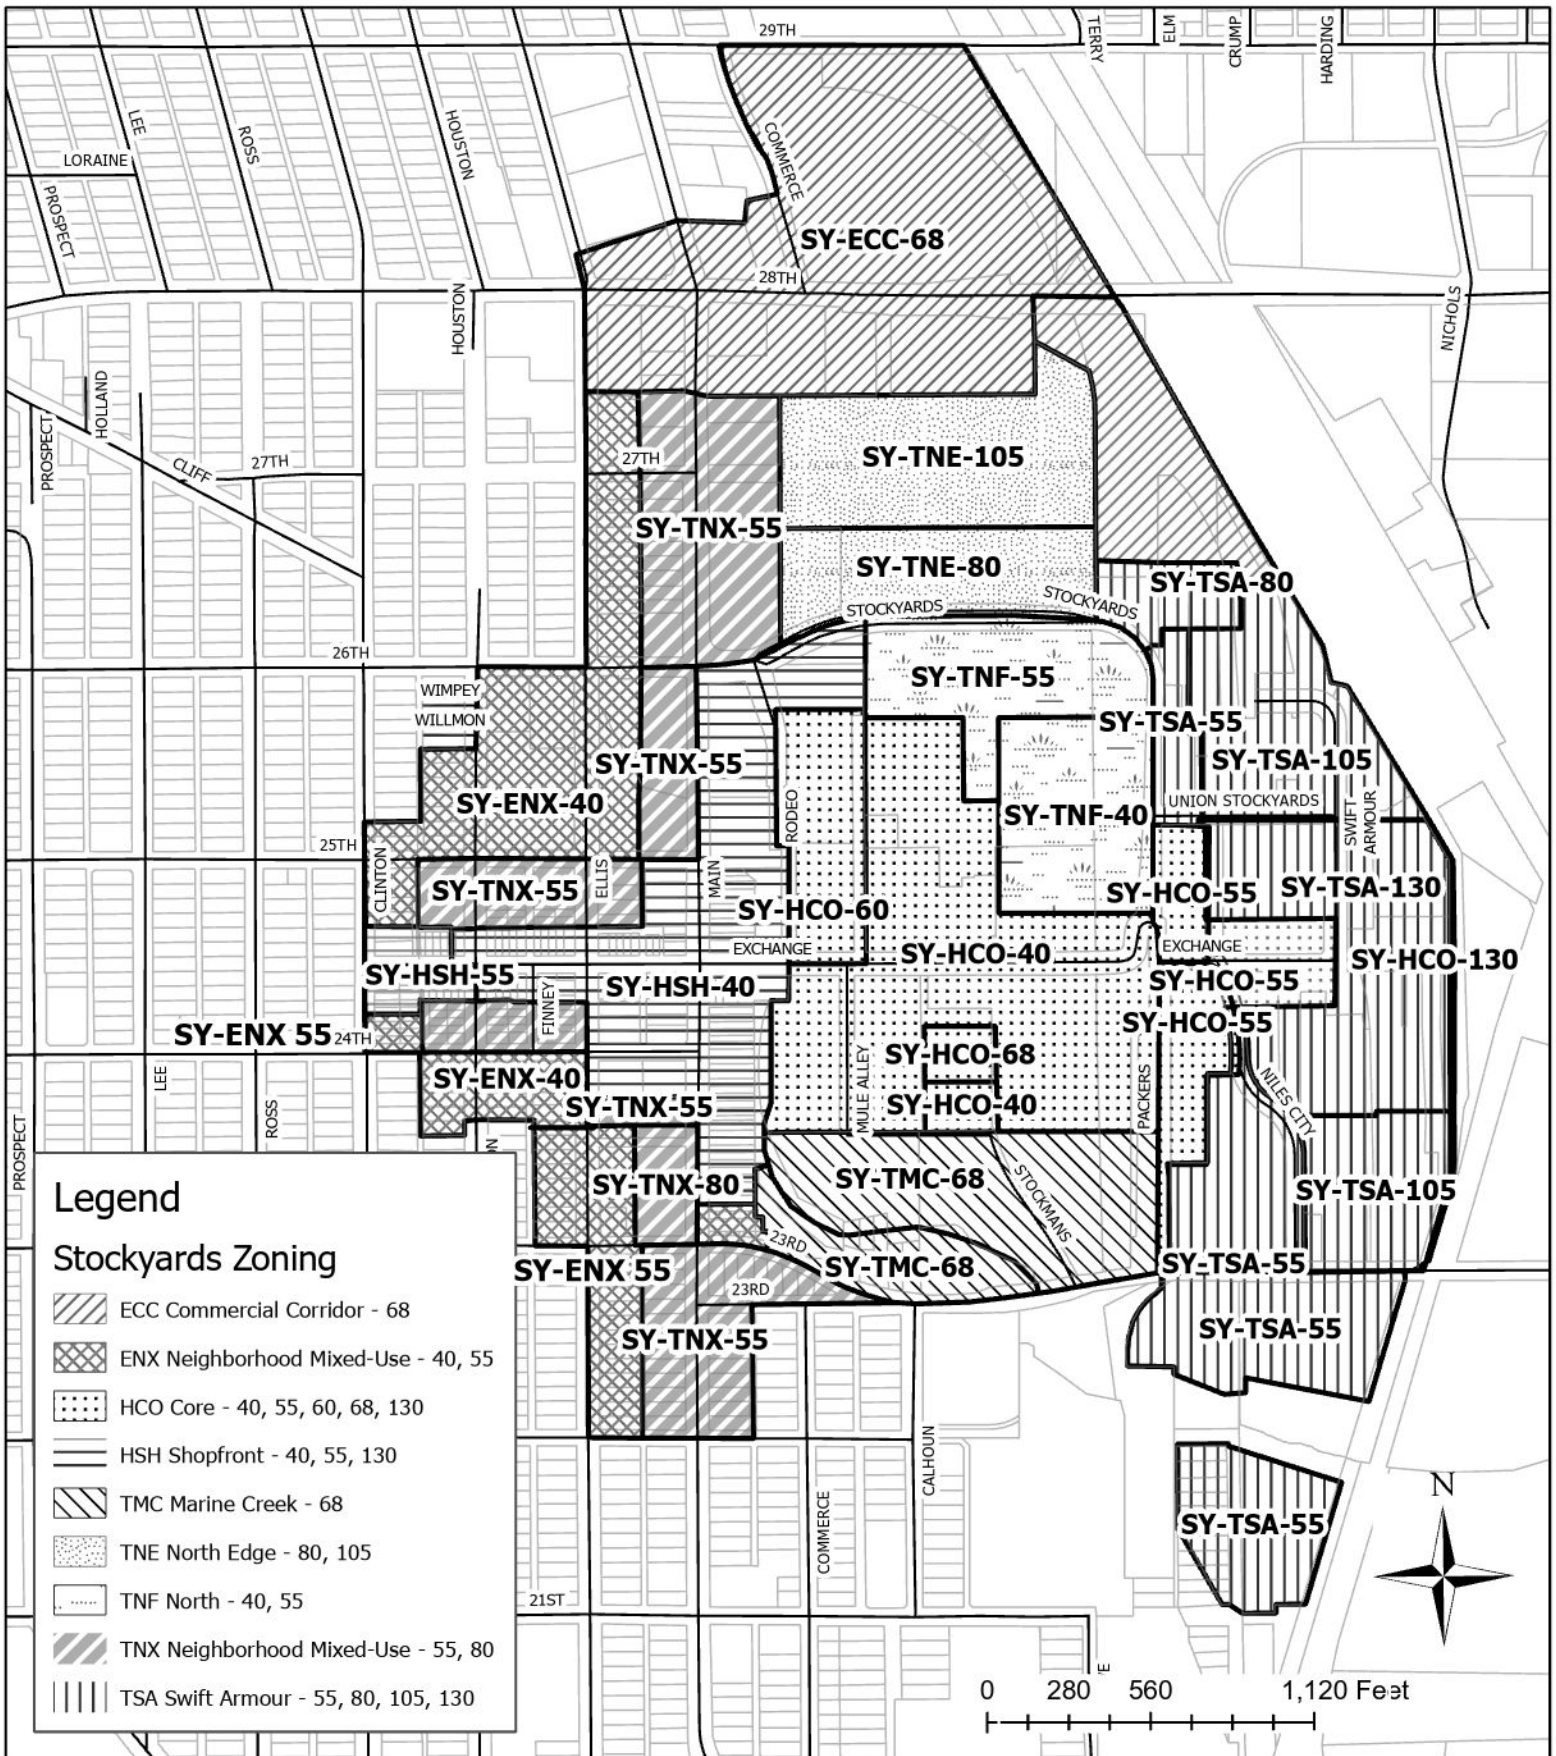 29TH
TERRY
ELM
CRUMP
HARDING
LEE
ROSS
HOUSTON
COMMERCE
LORAINE
PROSPECT
SY-ECC-68
28TH
HOUSTON
NICHOLS
HOLLAND
PROSPECT
CLIFF
27TH
27TH
SY-TNE-105
SY-TNX-55
SY-TNE-80
SY-TSA-80
STOCKYARDS
STOCKYARDS
26TH
WIMPEY
WILLMON
SY-TNF-55
SY-TSA-55
SY-TNX-55
SY-TSA-105
SY-ENX-40
RODEO
SY-TNF-40
UNION STOCKYARDS
SWIFT
ARMOUR
25TH
CLINTON
SY-TNX-55
ELLIS
MAIN
SY-HCO-55
SY-TSA-130
SY-HCO-60
EXCHANGE
SY-HCO-40
EXCHANGE
SY-HCO-130
SY-HSH-55
SY-HSH-40
SY-HCO-55
FINNEY
SY-ENX 55
24TH
SY-HCO-55
SY-HCO-68
LEE
SY-ENX-40
SY-TNX-55
MULE ALLEY
SY-HCO-40
PACKERS
NILES CITY
ROSS
PROSPECT
ON
SY-TNX-80
SY-TMC-68
STOCKMANS
SY-TSA-105
23RD
SY-ENX 55
SY-TMC-68
SY-TSA-55
23RD
SY-TNX-55
SY-TSA-55
CALHOUN
COMMERCE
SY-TSA-55
21ST
VE
N
Legend
Stockyards Zoning
ECC Commercial Corridor - 68
ENX Neighborhood Mixed-Use - 40, 55
HCO Core - 40, 55, 60, 68, 130
HSH Shopfront - 40, 55, 130
TMC Marine Creek - 68
TNE North Edge - 80, 105
TNF North - 40, 55
TNX Neighborhood Mixed-Use - 55, 80
TSA Swift Armour - 55, 80, 105, 130
0 280 560 1,120 Feet